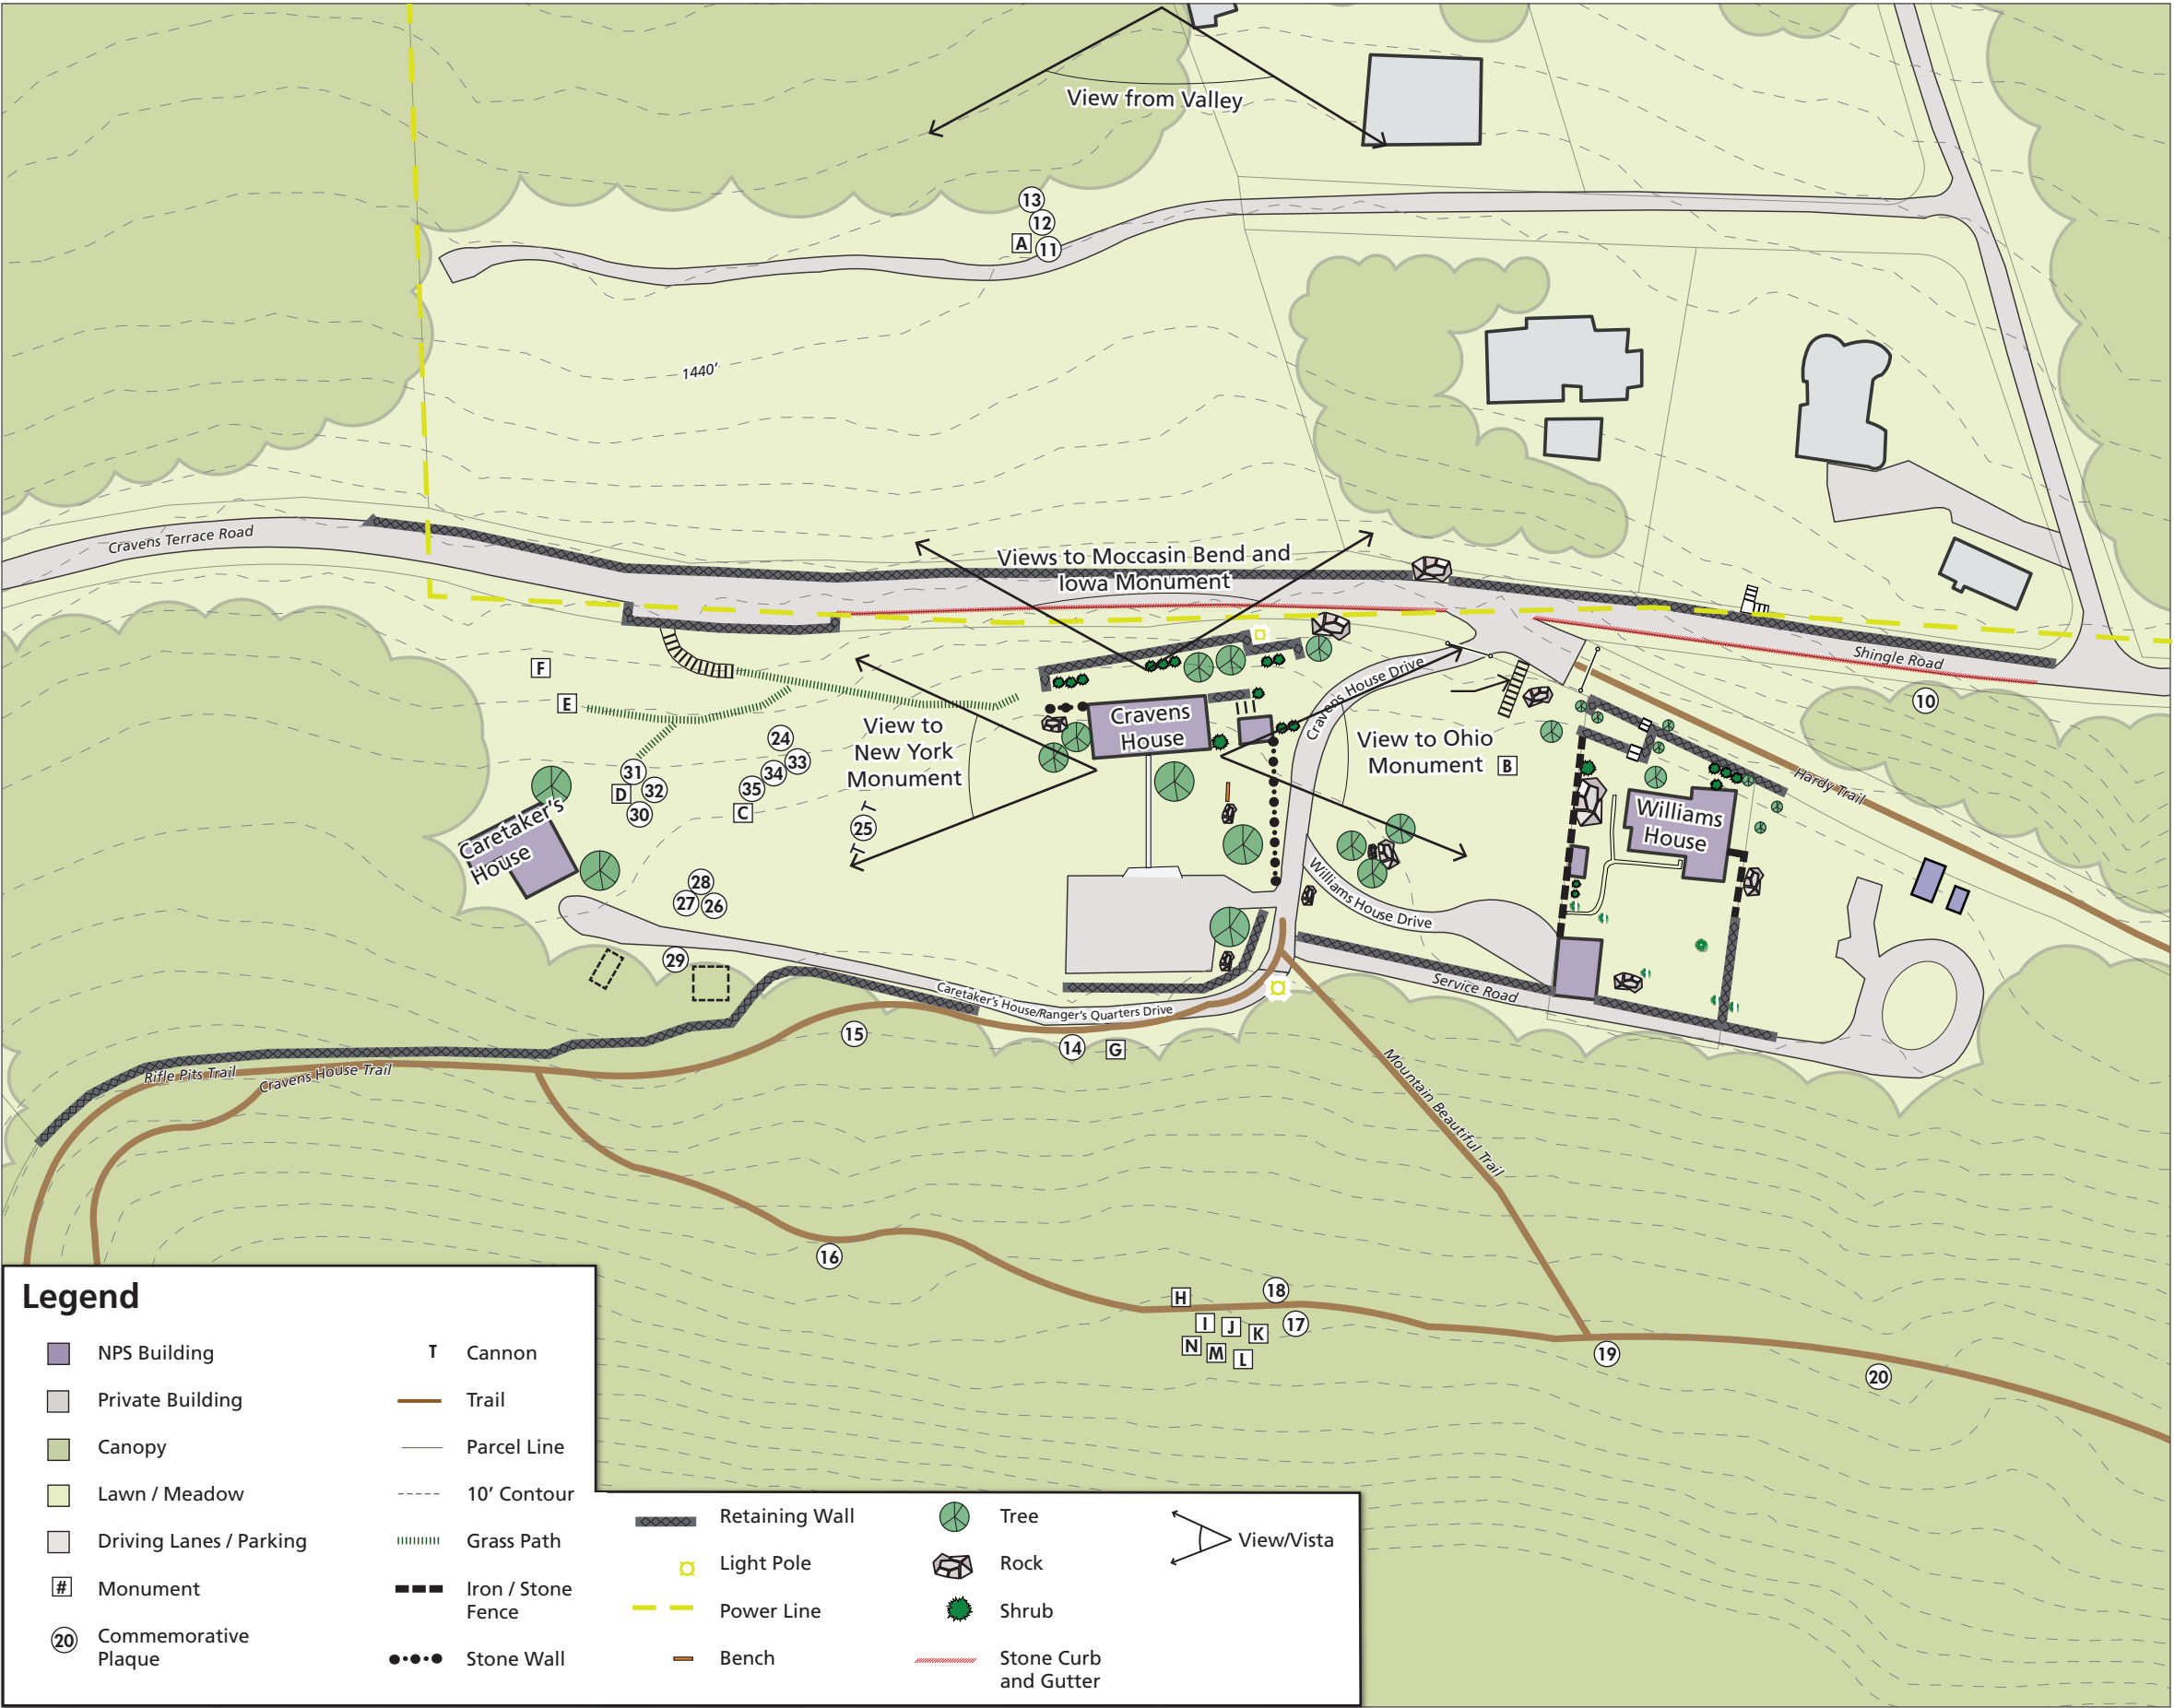 View from Valley
13
12
A
11
1440'
Cravens Terrace Road
Views to Moccasin Bend and
Iowa Monument
Shingle Road
F
E
10
Cravens House Drive
Cravens
House
View to
New York
Monument
View to Ohio
Monument
B
24
33
34
35
31
32
D
30
C
T
25
T
Hardy Trail
Williams
House
Caretaker's
House
28
27
26
Williams House Drive
29
Service Road
Caretaker's House/Ranger's Quarters Drive
15
14
G
Rifle Pits Trail
Cravens House Trail
Mountain Beautiful Trail
16
H
18
I
J
K
17
N
M
L
19
20
Legend
NPS Building
Private Building
Canopy
Lawn / Meadow
Driving Lanes / Parking
#
Monument
20
Commemorative
Plaque
T
Cannon
Trail
Parcel Line
10' Contour
Grass Path
Iron / Stone
Fence
Stone Wall
Retaining Wall
Light Pole
Power Line
Bench
Tree
Rock
Shrub
Stone Curb
and Gutter
View/Vista